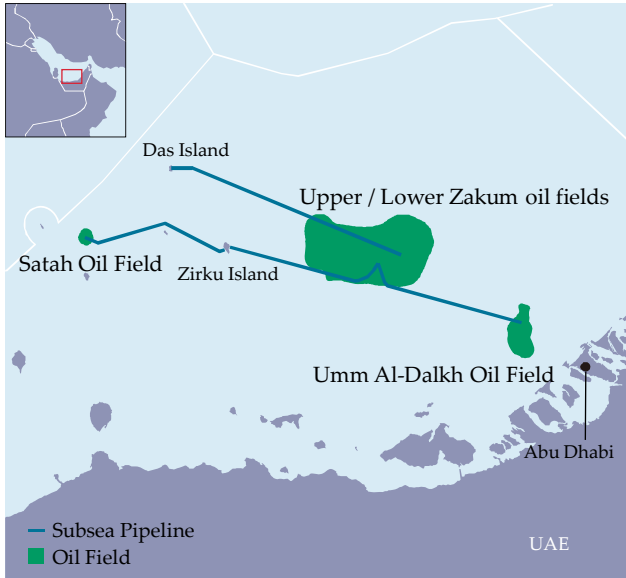 Das Island
Upper / Lower Zakum oil fields
Satah Oil Field
Zirku Island
Umm Al-Dalkh Oil Field
Abu Dhabi
Subsea Pipeline
Oil Field
UAE